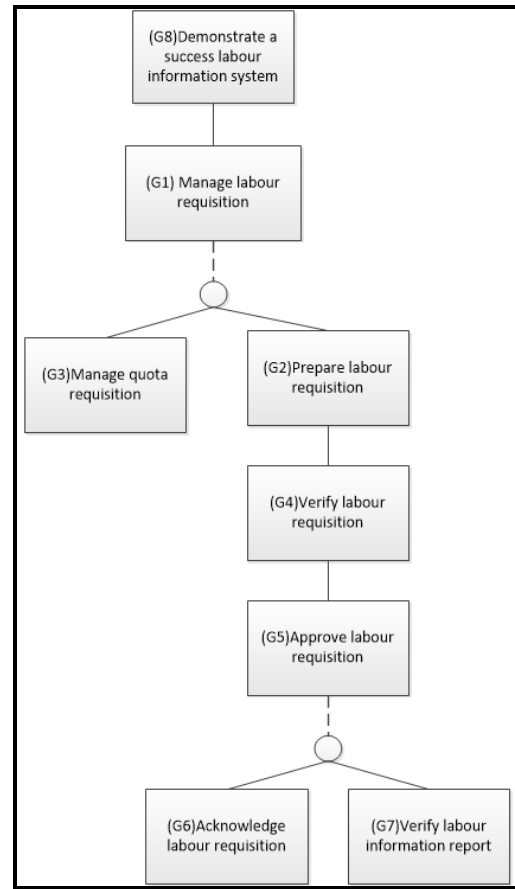 (G8)Demonstrate a
success labour
information system
(G1) Manage labour
requisition
(G3)Manage quota
requisition
(G2)Prepare labour
requisition
(G4)Verify labour
requisition
(G5)Approve labour
requisition
(G6)Acknowledge
labour requisition
(G7)Verify labour
information report